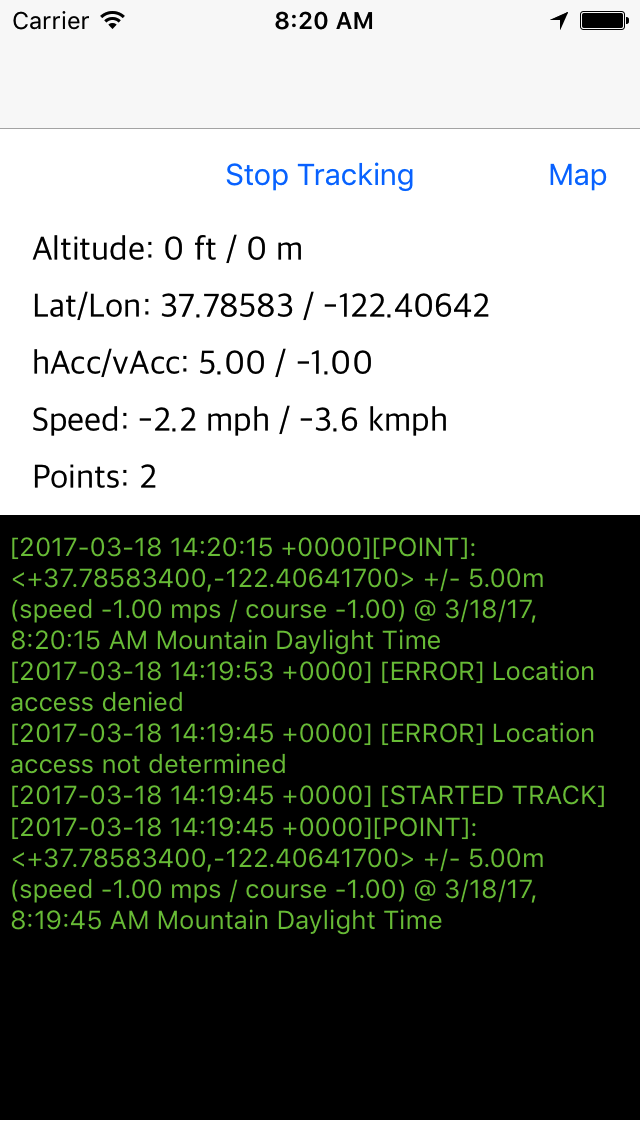 Carrier 8:20 AM
Stop Tracking Map
Altitude: 0 ft / 0 m
Lat/Lon: 37.78583 / -122.40642
hAcc/vAcc: 5.00 / -1.00
Speed: -2.2 mph / -3.6 kmph
Points: 2
[2017-03-18 14:20:15 +0000][POINT]:
<+37.78583400,-122.40641700> +/- 5.00m
(speed -1.00 mps / course -1.00) @ 3/18/17,
8:20:15 AM Mountain Daylight Time
[2017-03-18 14:19:53 +0000] [ERROR] Location
access denied
[2017-03-18 14:19:45 +0000] [ERROR] Location
access not determined
[2017-03-18 14:19:45 +0000] [STARTED TRACK]
[2017-03-18 14:19:45 +0000][POINT]:
<+37.78583400,-122.40641700> +/- 5.00m
(speed -1.00 mps / course -1.00) @ 3/18/17,
8:19:45 AM Mountain Daylight Time